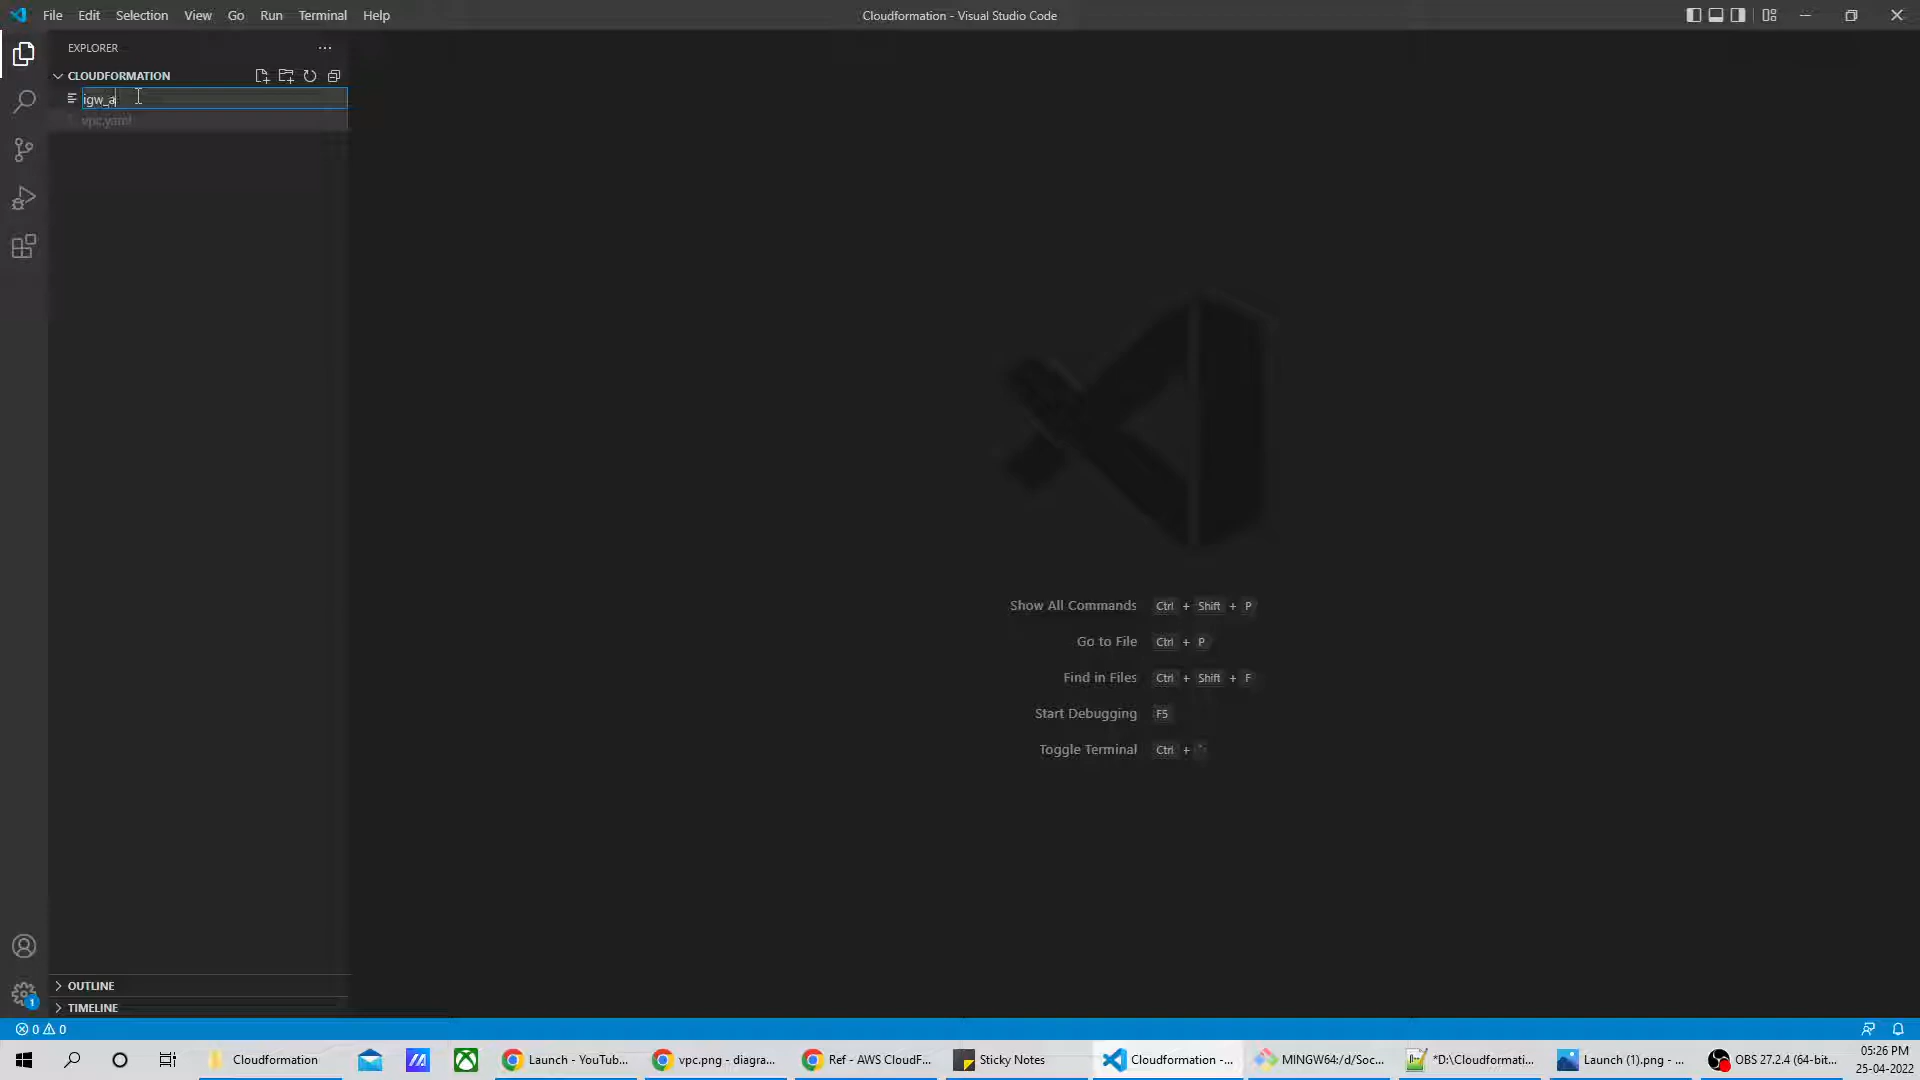 File Edit Selection View Go Run Terminal Help
Cloudformation - Visual Studio Code
EXPLORER
CLOUDFORMATION
igw_a
vpc.yaml
Show All Commands Ctrl + Shift + P
Go to File Ctrl + P
Find in Files Ctrl + Shift + F
Start Debugging F5
Toggle Terminal Ctrl + `
OUTLINE
TIMELINE
1
0 0
Cloudformation
Launch - YouTub...
vpc.png - diagra...
Ref - AWS CloudF...
Sticky Notes
Cloudformation -...
MINGW64:/d/Soc...
*D:\Cloudformati...
Launch (1).png - ...
OBS 27.2.4 (64-bit...
05:26 PM
25-04-2022